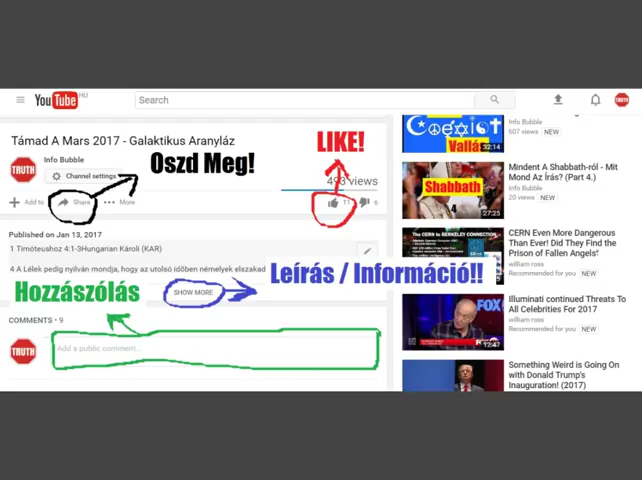 YouTube HU
Search
Támad A Mars 2017 - Galaktikus Aranyláz
TRUTH
Info Bubble
Channel settings
Oszd Meg!
LIKE!
493 views
Add to
Share
More
11
6
Published on Jan 13, 2017
1 Timóteushoz 4:1-3Hungarian Károli (KAR)
4 A Lélek pedig nyilván mondja, hogy az utolsó időben némelyek elszakad
Hozzászólás
SHOW MORE
Leírás / Információ!!
COMMENTS • 9
TRUTH
Add a public comment...
TRUTH
Coexist
Vallás
32:14
Info Bubble
607 views NEW
Shabbath
4
27:25
Mindent A Shabbath-ról - Mit
Mond Az Írás? (Part 4.)
Info Bubble
20 views NEW
THE CERN TO BERKELEY CONNECTION
CERN Even More Dangerous
Than Ever! Did They Find the
Prison of Fallen Angels"
william ross
Recommended for you NEW
FOX
12:47
Illuminati continued Threats To
All Celebrities For 2017
william ross
Recommended for you NEW
Something Weird is Going On
with Donald Trump's
Inauguration! (2017)